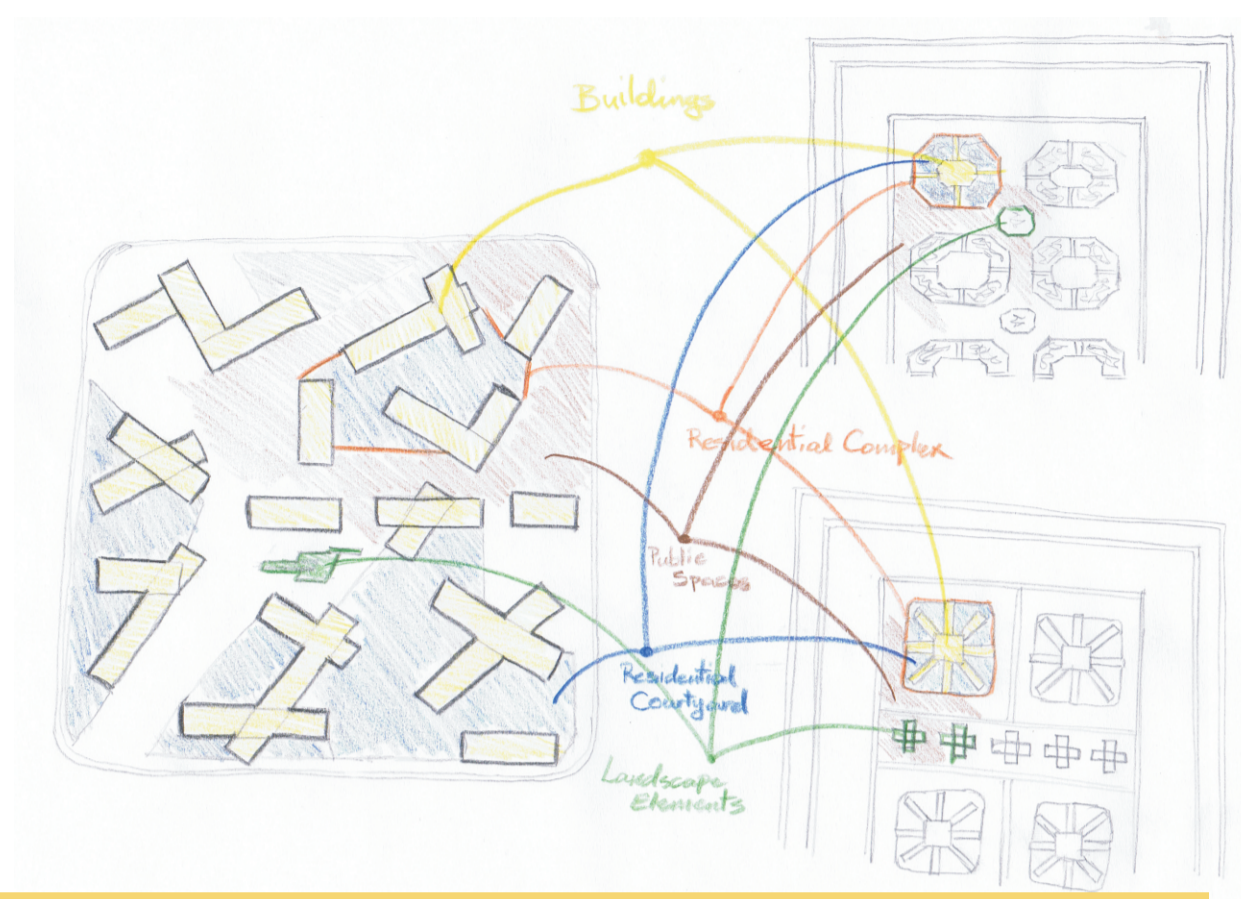 Buildings
Residential Complex
Public
Spaces
Residential
Courtyard
Landscape
Elements